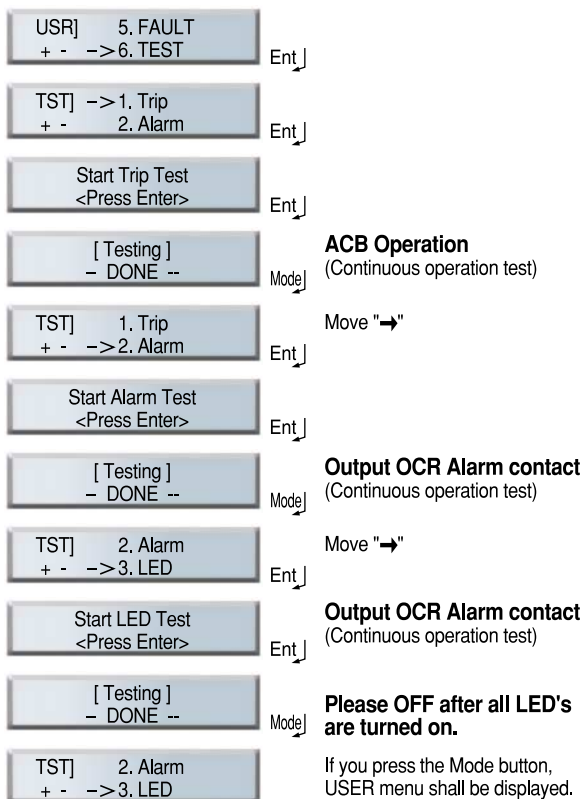 USR] 5. FAULT
+ - ->6. TEST
Ent
TST] ->1. Trip
+ - 2. Alarm
Ent
Start Trip Test
<Press Enter>
Ent
[ Testing ]
– DONE --
Mode
ACB Operation
(Continuous operation test)
TST] 1. Trip
+ - ->2. Alarm
Ent
Move "→"
Start Alarm Test
<Press Enter>
Ent
[ Testing ]
– DONE --
Mode
Output OCR Alarm contact
(Continuous operation test)
TST] 2. Alarm
+ - ->3. LED
Ent
Move "→"
Start LED Test
<Press Enter>
Ent
Output OCR Alarm contact
(Continuous operation test)
[ Testing ]
– DONE --
Mode
Please OFF after all LED's
are turned on.
TST] 2. Alarm
+ - ->3. LED
If you press the Mode button,
USER menu shall be displayed.